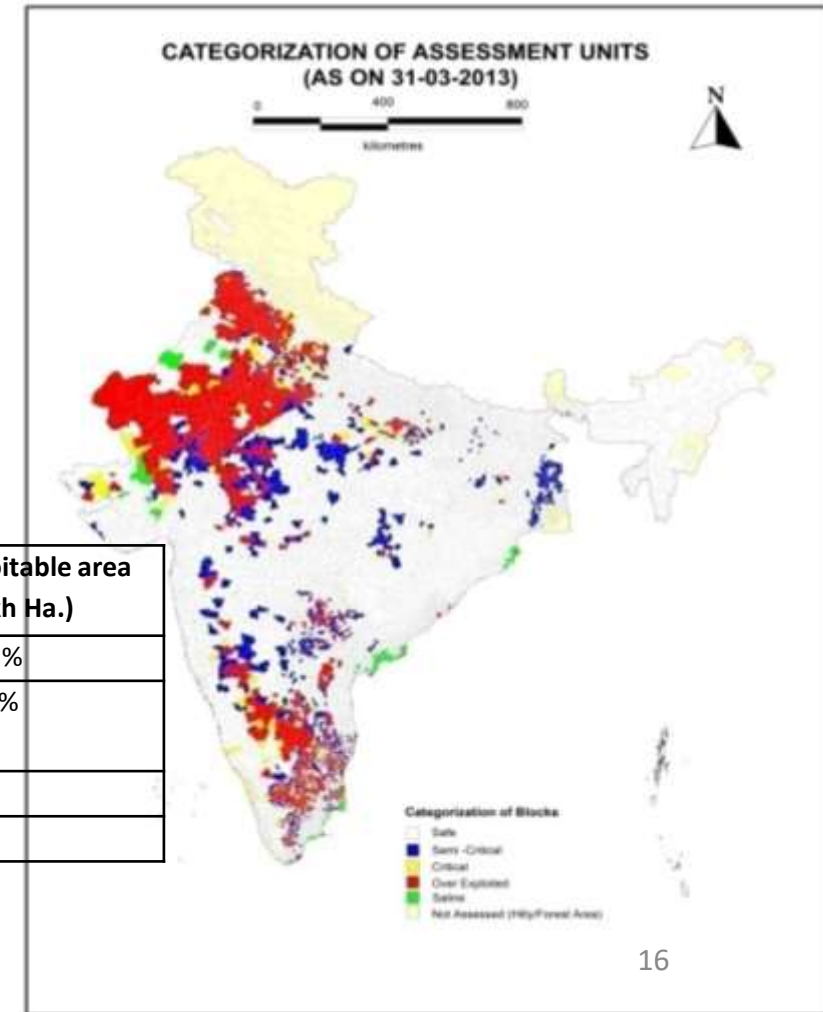 CATEGORIZATION OF ASSESSMENT UNITS
(AS ON 31-03-2013)
0 400 800
kilometres
N
pitable area
h Ha.)
%
%
Categorization of Blocks
Safe
Semi -Critical
Critical
Over Exploited
Saline
Not Assessed (Hilly/Forest Area)
16